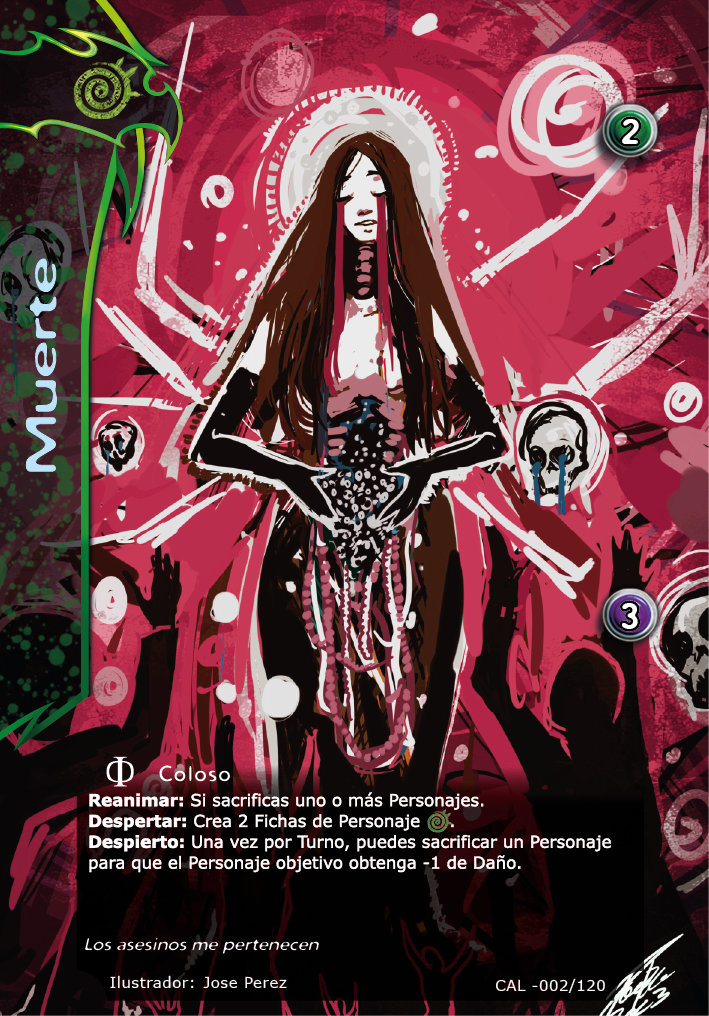 2
Muerte
3
Φ Coloso
Reanimar: Si sacrificas uno o más Personajes.
Despertar: Crea 2 Fichas de Personaje .
Despierto: Una vez por Turno, puedes sacrificar un Personaje
para que el Personaje objetivo obtenga -1 de Daño.
Los asesinos me pertenecen
Ilustrador: Jose Perez
CAL -002/120